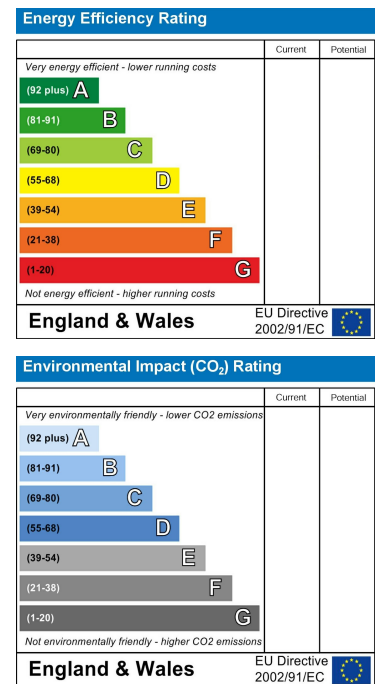 Energy Efficiency Rating
Current Potential
Very energy efficient - lower running costs
(92 plus) A
(81-91) B
(69-80) C
(55-68) D
(39-54) E
(21-38) F
(1-20) G
Not energy efficient - higher running costs
England & Wales
EU Directive
2002/91/EC
Environmental Impact (CO₂) Rating
Current Potential
Very environmentally friendly - lower CO2 emissions
(92 plus) A
(81-91) B
(69-80) C
(55-68) D
(39-54) E
(21-38) F
(1-20) G
Not environmentally friendly - higher CO2 emissions
England & Wales
EU Directive
2002/91/EC